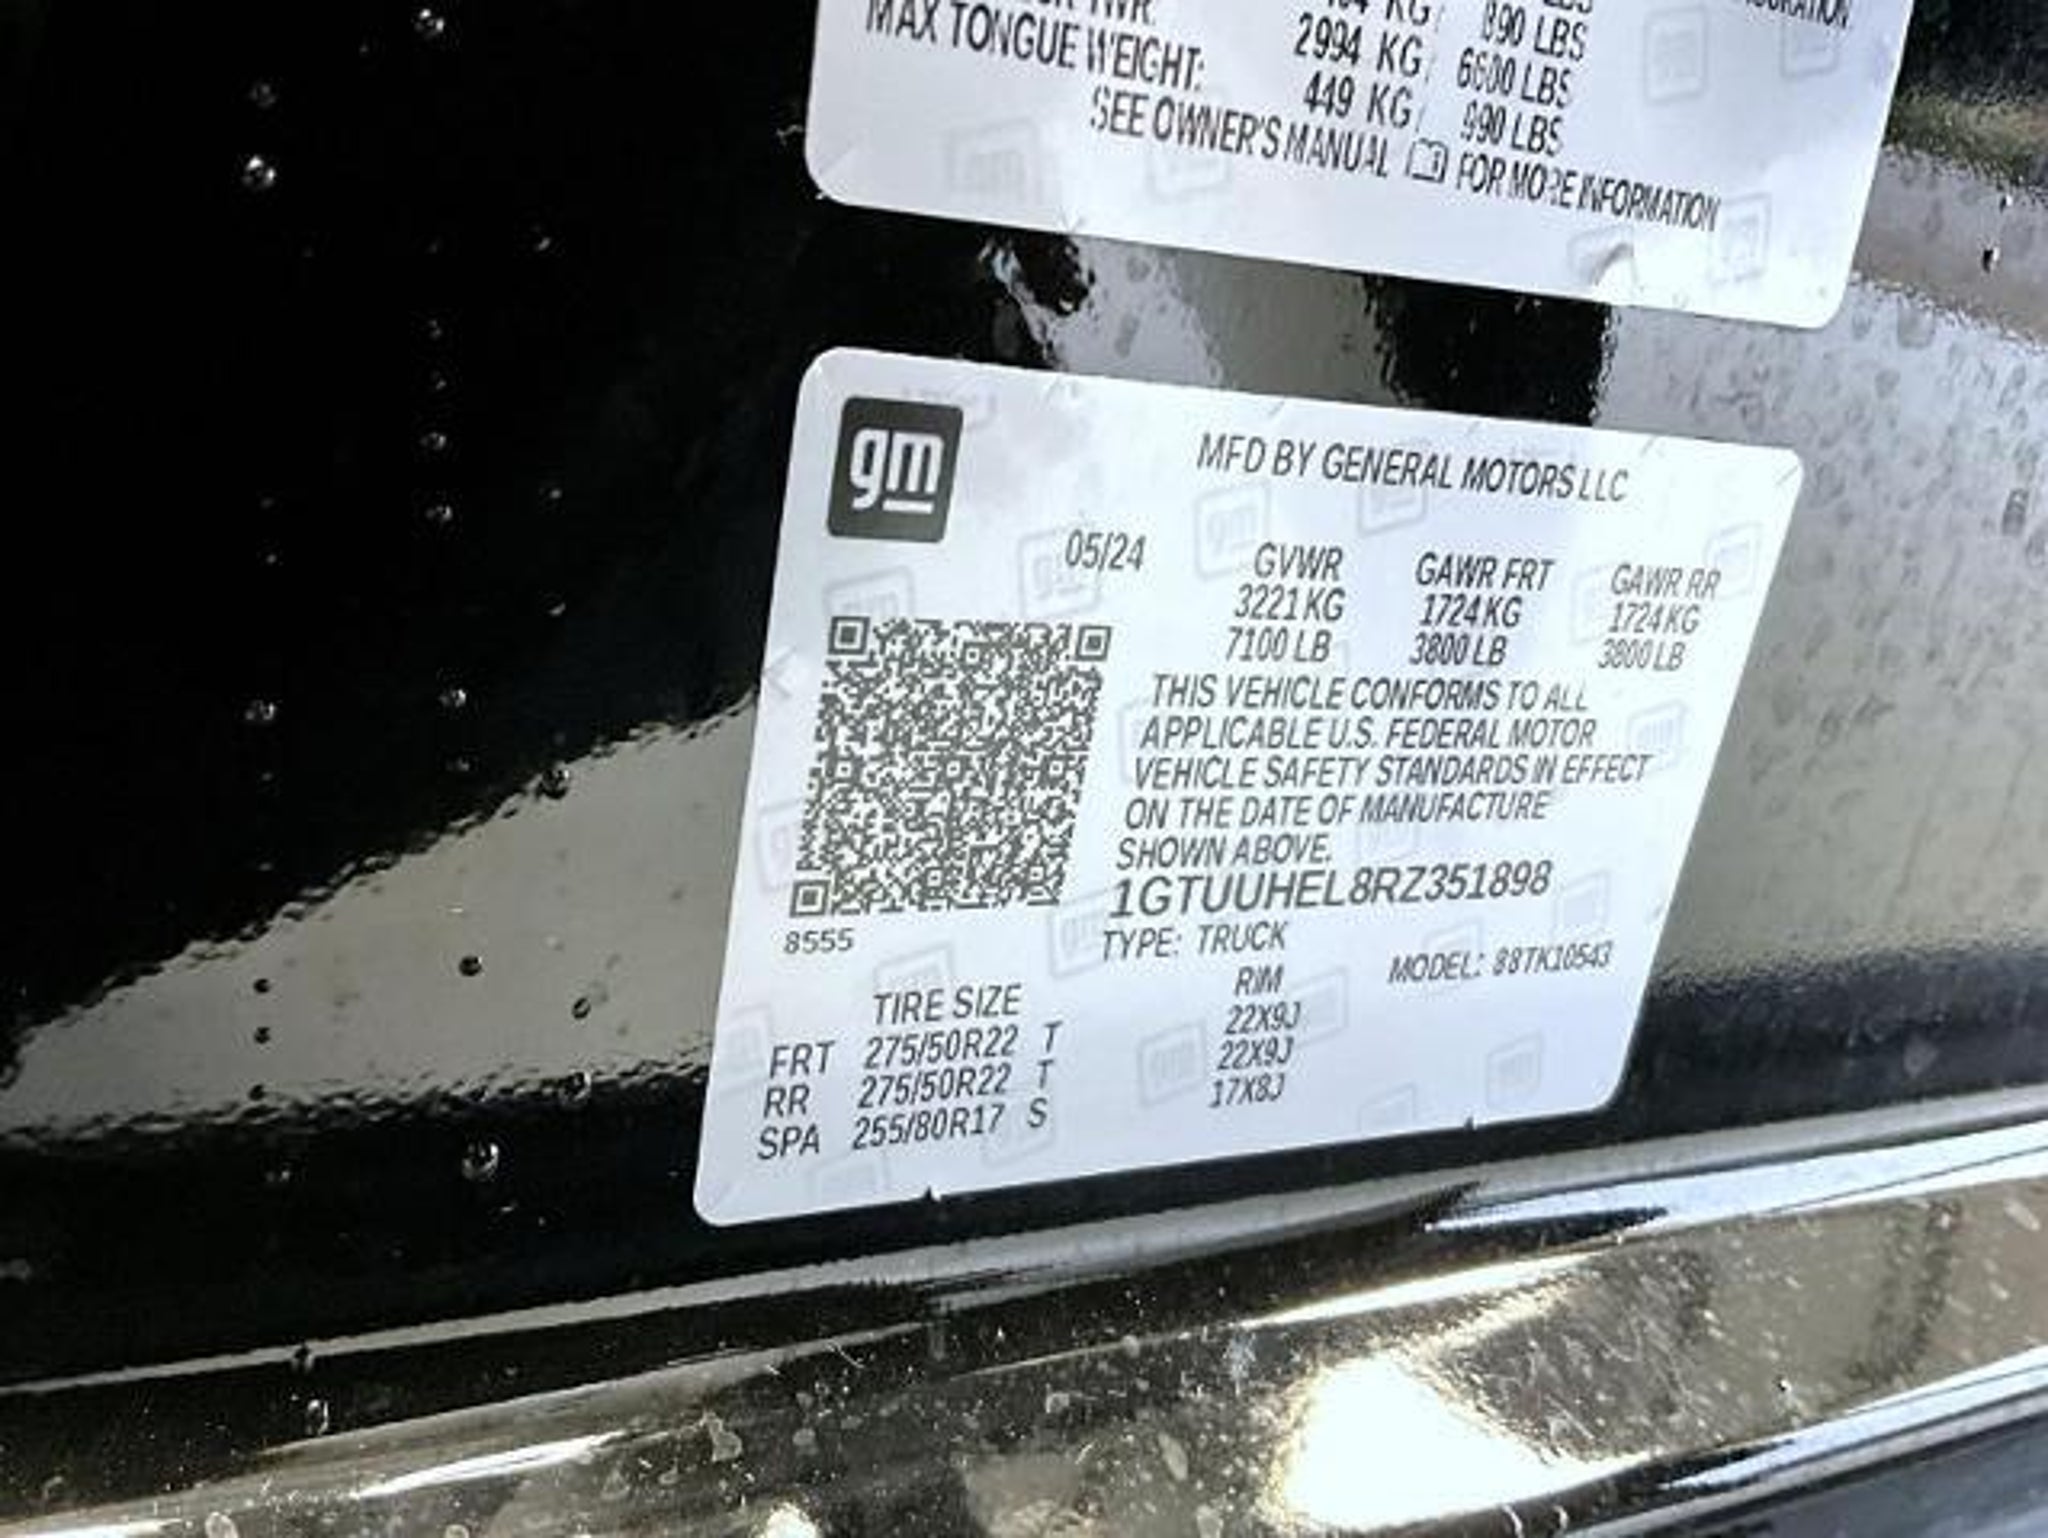 890 LBS
2994 KG/ 6600 LBS
MAX TONGUE WEIGHT: 449 KG/ 990 LBS
SEE OWNER'S MANUAL FOR MORE INFORMATION
gm
MFD BY GENERAL MOTORS LLC
05/24 GVWR GAWR FRT GAWR RR
3221 KG 1724 KG 1724 KG
7100 LB 3800 LB 3800 LB
THIS VEHICLE CONFORMS TO ALL
APPLICABLE U.S. FEDERAL MOTOR
VEHICLE SAFETY STANDARDS IN EFFECT
ON THE DATE OF MANUFACTURE
SHOWN ABOVE.
1GTUUHEL8RZ351898
8555
TYPE: TRUCK MODEL: 88TK10543
TIRE SIZE RIM
FRT 275/50R22 T 22X9J
RR 275/50R22 T 22X9J
SPA 255/80R17 S 17X8J